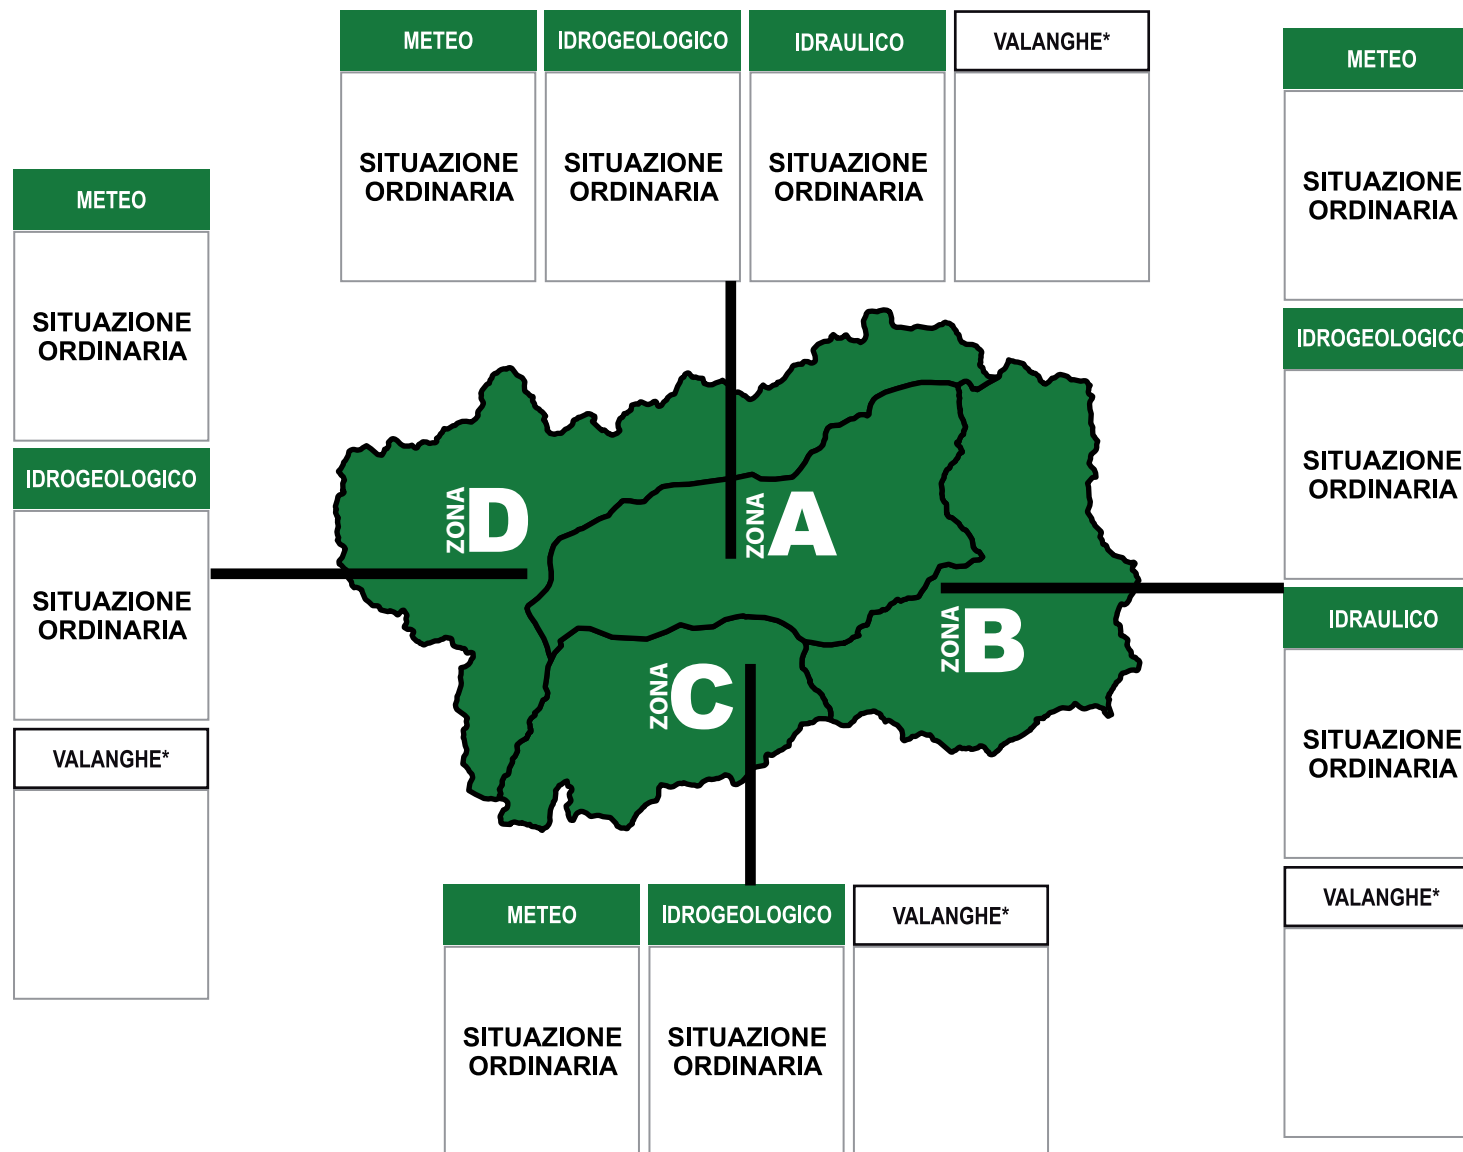 METEO
IDROGEOLOGICO
IDRAULICO
VALANGHE*
SITUAZIONE
ORDINARIA
SITUAZIONE
ORDINARIA
SITUAZIONE
ORDINARIA
METEO
SITUAZIONE
ORDINARIA
IDROGEOLOGICO
SITUAZIONE
ORDINARIA
VALANGHE*
METEO
SITUAZIONE
ORDINARIA
IDROGEOLOGICO
SITUAZIONE
ORDINARIA
IDRAULICO
SITUAZIONE
ORDINARIA
VALANGHE*
ZONA D
ZONA A
ZONA B
ZONA C
METEO
IDROGEOLOGICO
VALANGHE*
SITUAZIONE
ORDINARIA
SITUAZIONE
ORDINARIA